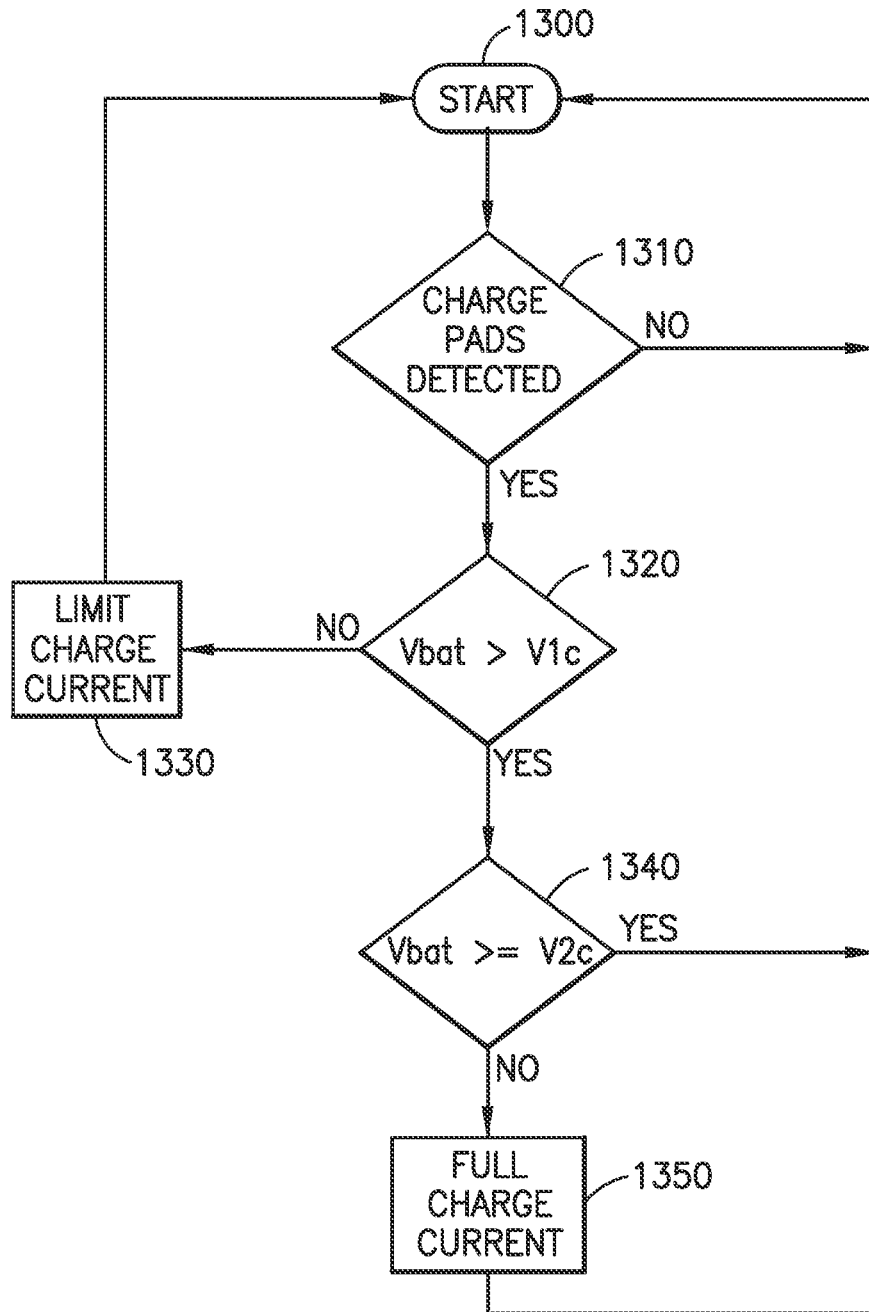 1300
START
1310
CHARGE
PADS
DETECTED
NO
YES
1320
LIMIT
CHARGE
CURRENT
NO
Vbat > V1c
1330
YES
1340
Vbat >= V2c
YES
NO
FULL
CHARGE
CURRENT
1350